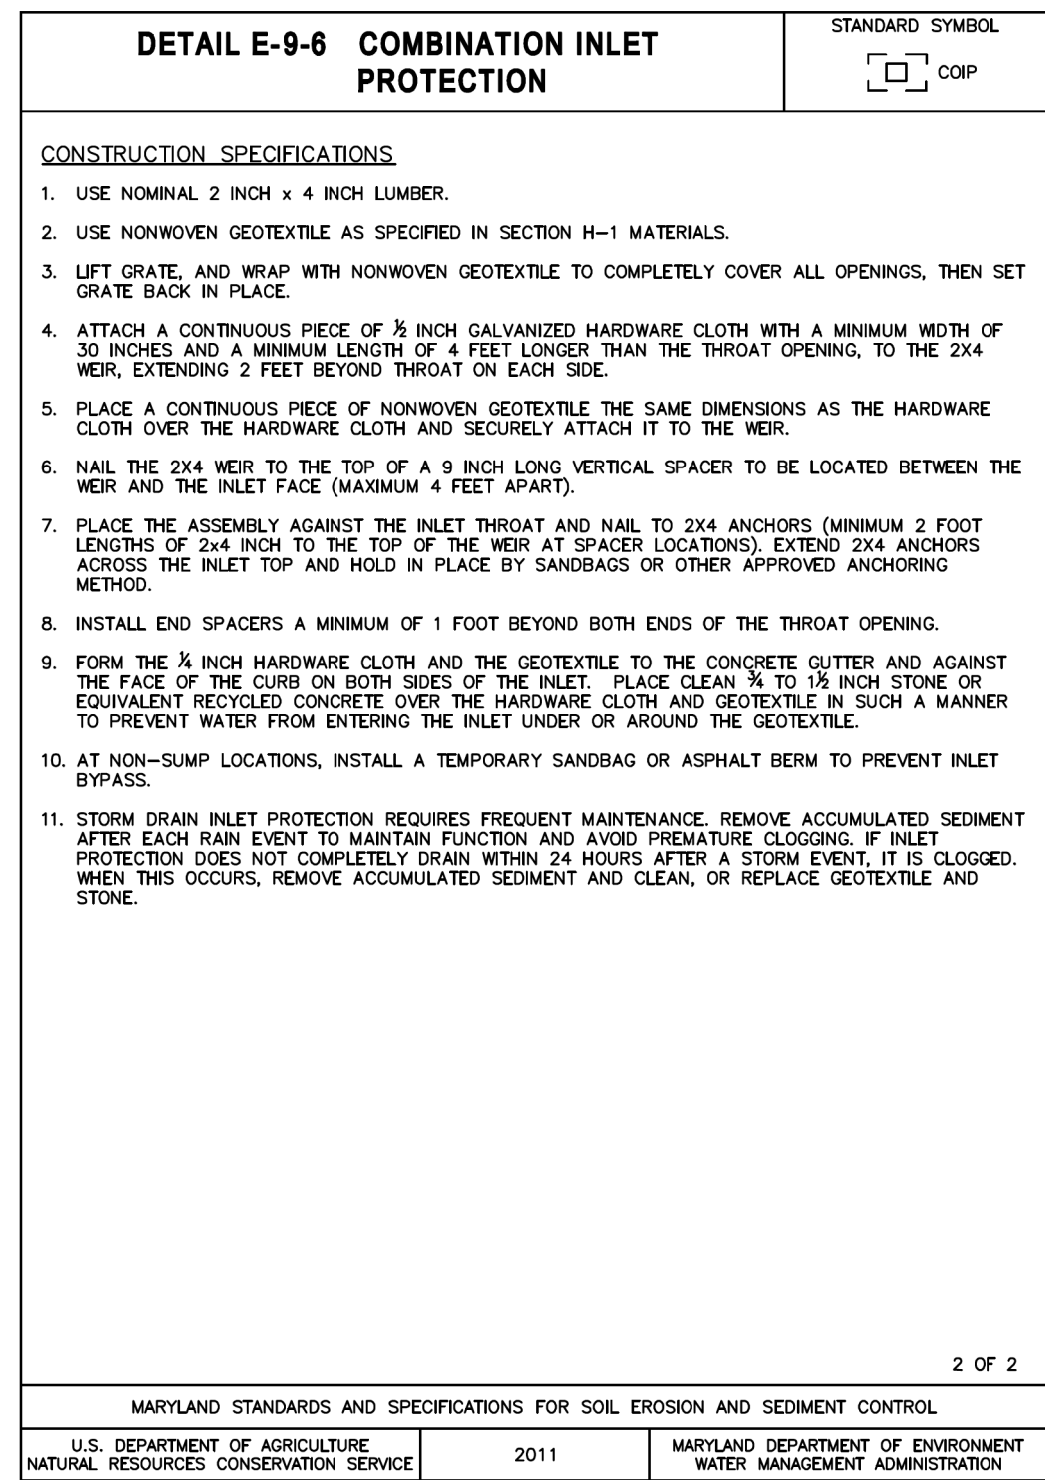 DETAIL E-9-6 COMBINATION INLET
PROTECTION
STANDARD SYMBOL
COIP
CONSTRUCTION SPECIFICATIONS
1. USE NOMINAL 2 INCH x 4 INCH LUMBER.
2. USE NONWOVEN GEOTEXTILE AS SPECIFIED IN SECTION H-1 MATERIALS.
3. LIFT GRATE, AND WRAP WITH NONWOVEN GEOTEXTILE TO COMPLETELY COVER ALL OPENINGS, THEN SET
GRATE BACK IN PLACE.
4. ATTACH A CONTINUOUS PIECE OF ½ INCH GALVANIZED HARDWARE CLOTH WITH A MINIMUM WIDTH OF
30 INCHES AND A MINIMUM LENGTH OF 4 FEET LONGER THAN THE THROAT OPENING, TO THE 2X4
WEIR, EXTENDING 2 FEET BEYOND THROAT ON EACH SIDE.
5. PLACE A CONTINUOUS PIECE OF NONWOVEN GEOTEXTILE THE SAME DIMENSIONS AS THE HARDWARE
CLOTH OVER THE HARDWARE CLOTH AND SECURELY ATTACH IT TO THE WEIR.
6. NAIL THE 2X4 WEIR TO THE TOP OF A 9 INCH LONG VERTICAL SPACER TO BE LOCATED BETWEEN THE
WEIR AND THE INLET FACE (MAXIMUM 4 FEET APART).
7. PLACE THE ASSEMBLY AGAINST THE INLET THROAT AND NAIL TO 2X4 ANCHORS (MINIMUM 2 FOOT
LENGTHS OF 2x4 INCH TO THE TOP OF THE WEIR AT SPACER LOCATIONS). EXTEND 2X4 ANCHORS
ACROSS THE INLET TOP AND HOLD IN PLACE BY SANDBAGS OR OTHER APPROVED ANCHORING
METHOD.
8. INSTALL END SPACERS A MINIMUM OF 1 FOOT BEYOND BOTH ENDS OF THE THROAT OPENING.
9. FORM THE ¼ INCH HARDWARE CLOTH AND THE GEOTEXTILE TO THE CONCRETE GUTTER AND AGAINST
THE FACE OF THE CURB ON BOTH SIDES OF THE INLET. PLACE CLEAN ¾ TO 1½ INCH STONE OR
EQUIVALENT RECYCLED CONCRETE OVER THE HARDWARE CLOTH AND GEOTEXTILE IN SUCH A MANNER
TO PREVENT WATER FROM ENTERING THE INLET UNDER OR AROUND THE GEOTEXTILE.
10. AT NON-SUMP LOCATIONS, INSTALL A TEMPORARY SANDBAG OR ASPHALT BERM TO PREVENT INLET
BYPASS.
11. STORM DRAIN INLET PROTECTION REQUIRES FREQUENT MAINTENANCE. REMOVE ACCUMULATED SEDIMENT
AFTER EACH RAIN EVENT TO MAINTAIN FUNCTION AND AVOID PREMATURE CLOGGING. IF INLET
PROTECTION DOES NOT COMPLETELY DRAIN WITHIN 24 HOURS AFTER A STORM EVENT, IT IS CLOGGED.
WHEN THIS OCCURS, REMOVE ACCUMULATED SEDIMENT AND CLEAN, OR REPLACE GEOTEXTILE AND
STONE.
2 OF 2
MARYLAND STANDARDS AND SPECIFICATIONS FOR SOIL EROSION AND SEDIMENT CONTROL
U.S. DEPARTMENT OF AGRICULTURE
NATURAL RESOURCES CONSERVATION SERVICE
2011
MARYLAND DEPARTMENT OF ENVIRONMENT
WATER MANAGEMENT ADMINISTRATION